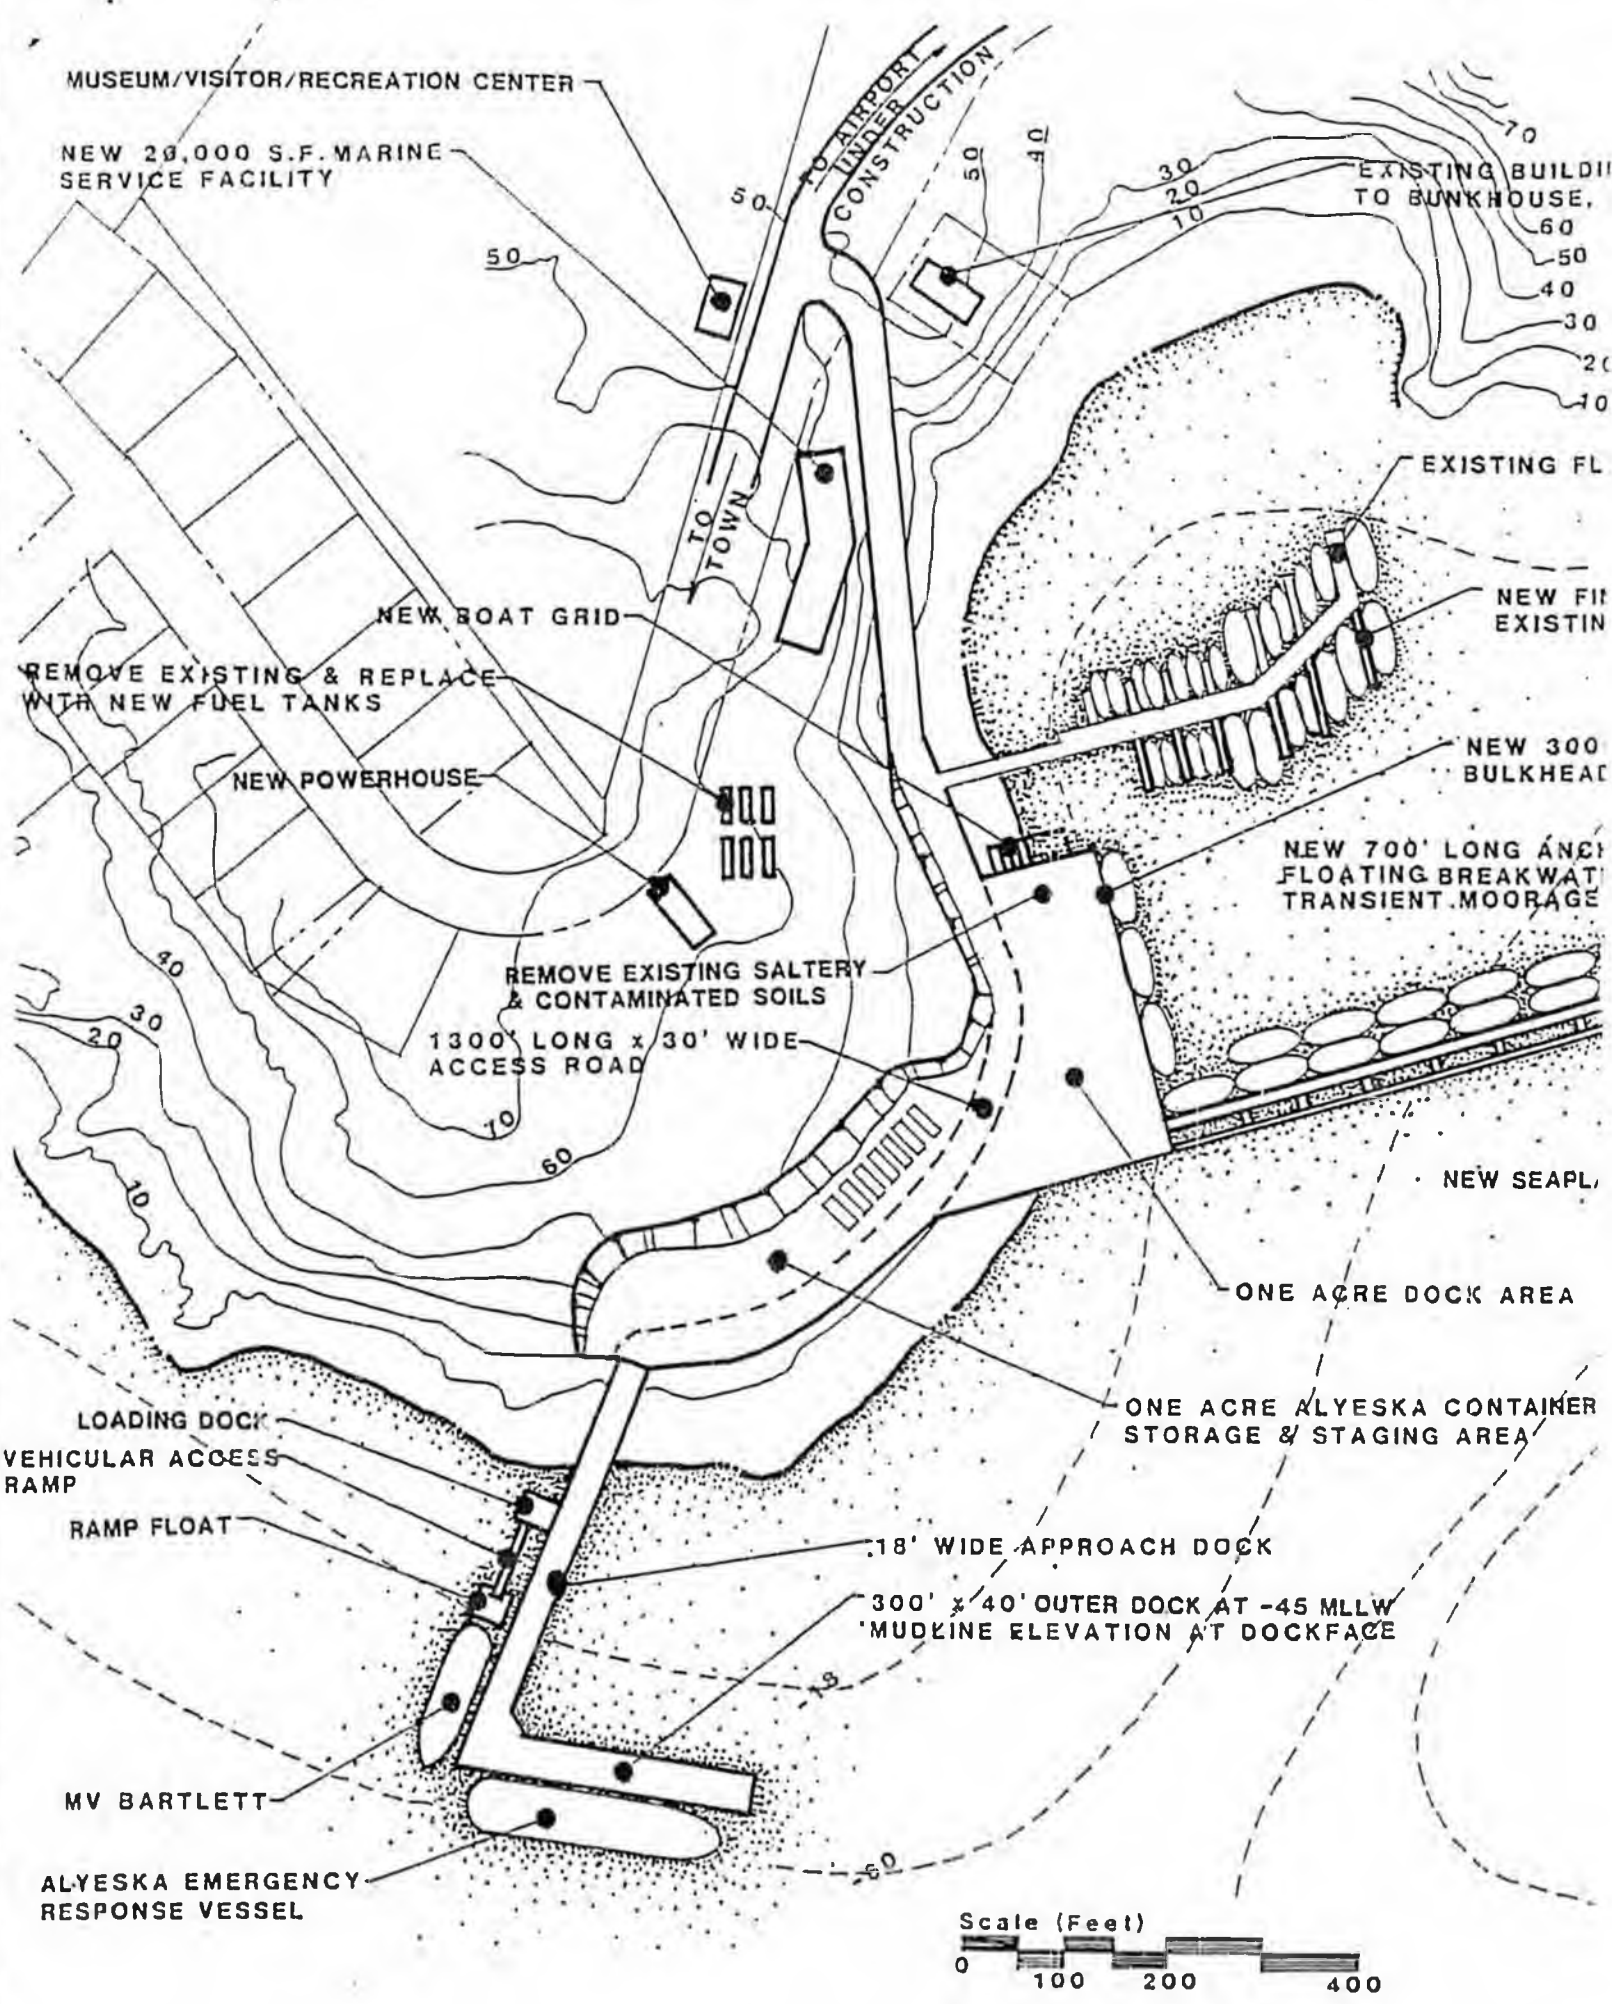 MUSEUM/VISITOR/RECREATION CENTER
NEW 20,000 S.F. MARINE
SERVICE FACILITY
TO AIRPORT
UNDER
CONSTRUCTION
50
50
50
40
30
20
10
70
EXISTING BUILDI
TO BUNKHOUSE,
60
50
40
30
20
10
EXISTING FL
TO
TOWN
NEW BOAT GRID
NEW FIN
EXISTIN
REMOVE EXISTING & REPLACE
WITH NEW FUEL TANKS
NEW POWERHOUSE
NEW 300
BULKHEAD
NEW 700' LONG ANCH
FLOATING BREAKWAT
TRANSIENT MOORAGE
REMOVE EXISTING SALTERY
& CONTAMINATED SOILS
1300' LONG x 30' WIDE
ACCESS ROAD
40
30
20
10
70
60
NEW SEAPLA
ONE ACRE DOCK AREA
ONE ACRE ALYESKA CONTAINER
STORAGE & STAGING AREA
LOADING DOCK
VEHICULAR ACCESS
RAMP
RAMP FLOAT
18' WIDE APPROACH DOCK
300' x 40' OUTER DOCK AT -45 MLLW
MUDLINE ELEVATION AT DOCKFACE
-18
MV BARTLETT
ALYESKA EMERGENCY
RESPONSE VESSEL
-60
Scale (Feet)
0 100 200 400